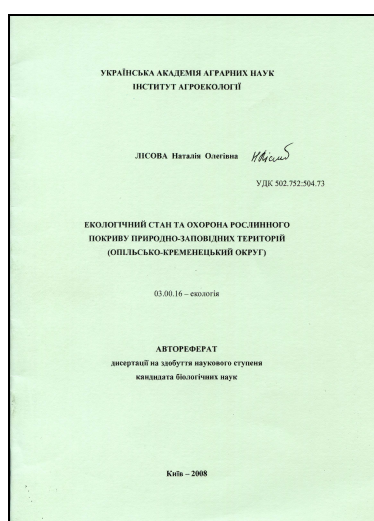 УКРАЇНСЬКА АКАДЕМІЯ АГРАРНИХ НАУК
ІНСТИТУТ АГРОЕКОЛОГІЇ
ЛІСОВА Наталія Олегівна
УДК 502.752:504.73
ЕКОЛОГІЧНИЙ СТАН ТА ОХОРОНА РОСЛИННОГО
ПОКРИВУ ПРИРОДНО-ЗАПОВІДНИХ ТЕРИТОРІЙ
(ОПІЛЬСЬКО-КРЕМЕНЕЦЬКИЙ ОКРУГ)
03.00.16 – екологія
АВТОРЕФЕРАТ
дисертації на здобуття наукового ступеня
кандидата біологічних наук
Київ – 2008